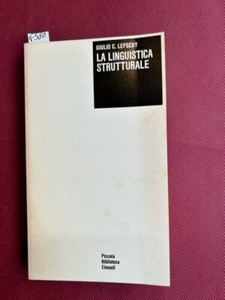 GIULIO C. LEPSCHY
LA LINGUISTICA
STRUTTURALE
Piccola
Biblioteca
Einaudi